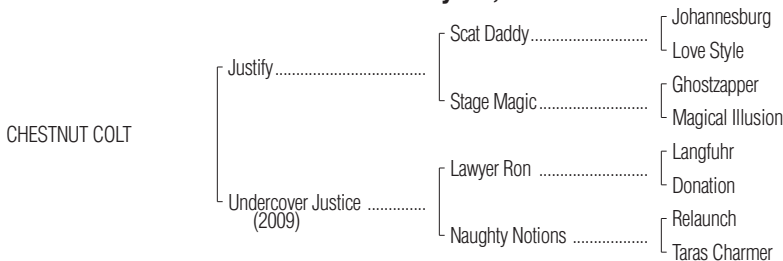 Johannesburg
Scat Daddy
Love Style
Justify
Ghostzapper
Stage Magic
Magical Illusion
CHESTNUT COLT
Langfuhr
Lawyer Ron
Donation
Undercover Justice
(2009)
Relaunch
Naughty Notions
Taras Charmer